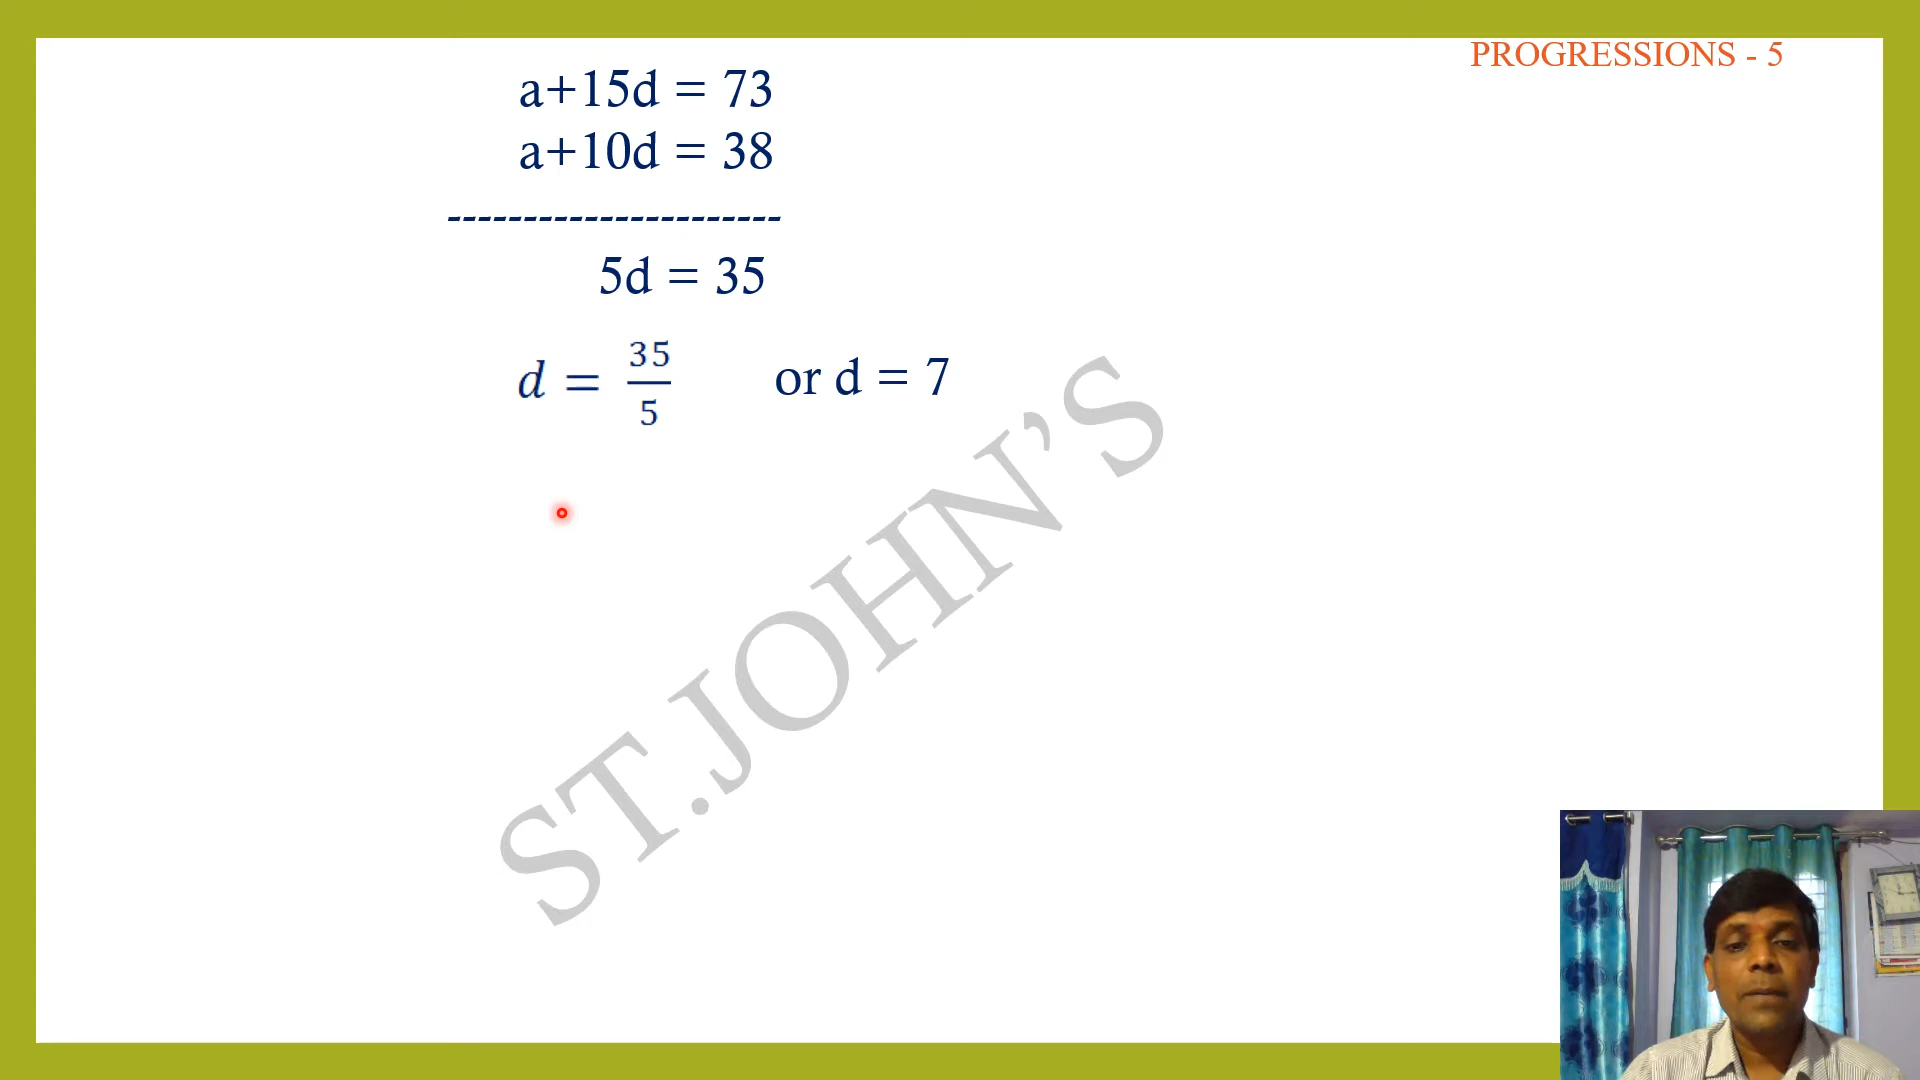 PROGRESSIONS - 5
a+15d = 73
a+10d = 38
----------------------
5d = 35
d = 35/5 or d = 7
ST.JOHN'S